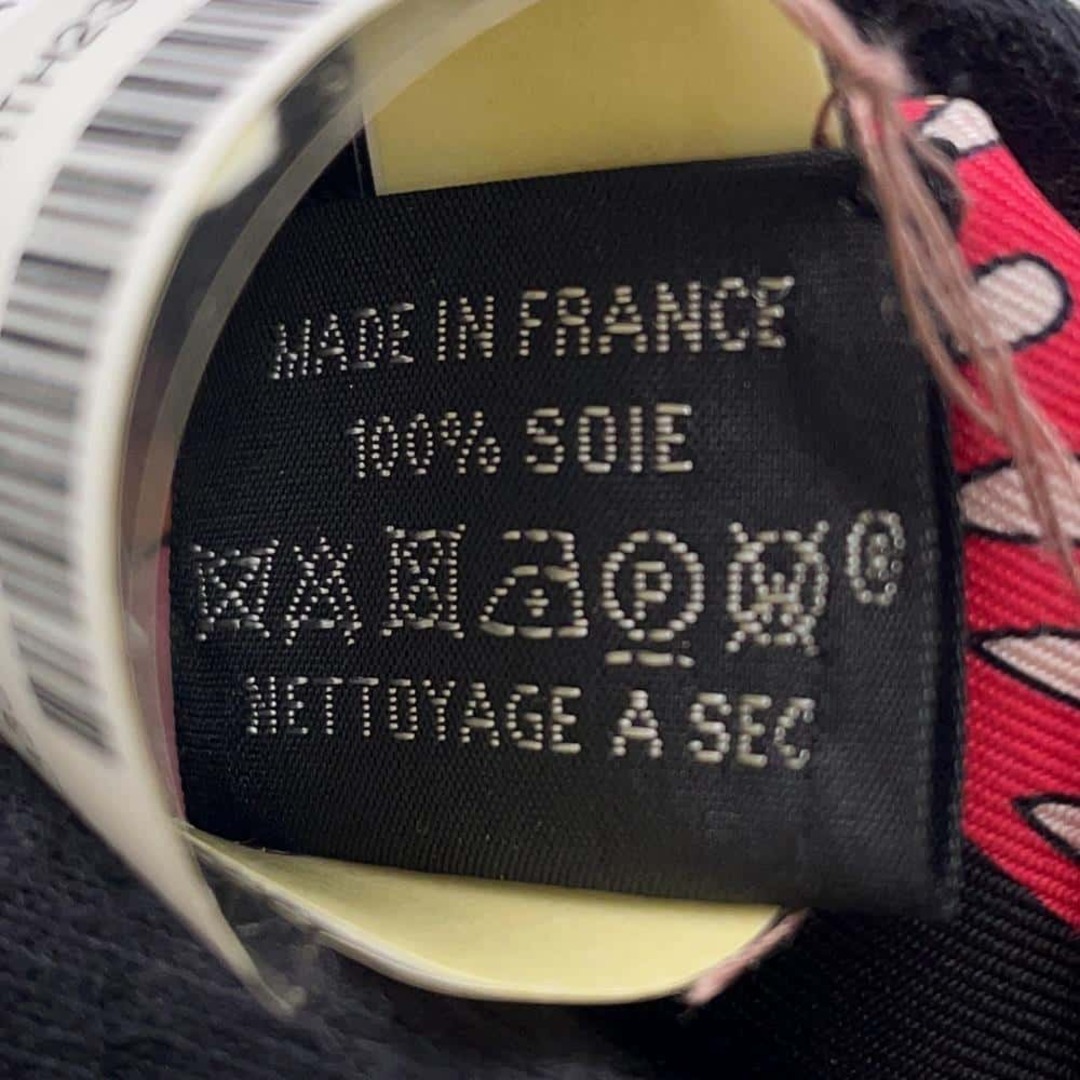 MADE IN FRANCE
100% SOIE
P W ©
NETTOYAGE A SEC